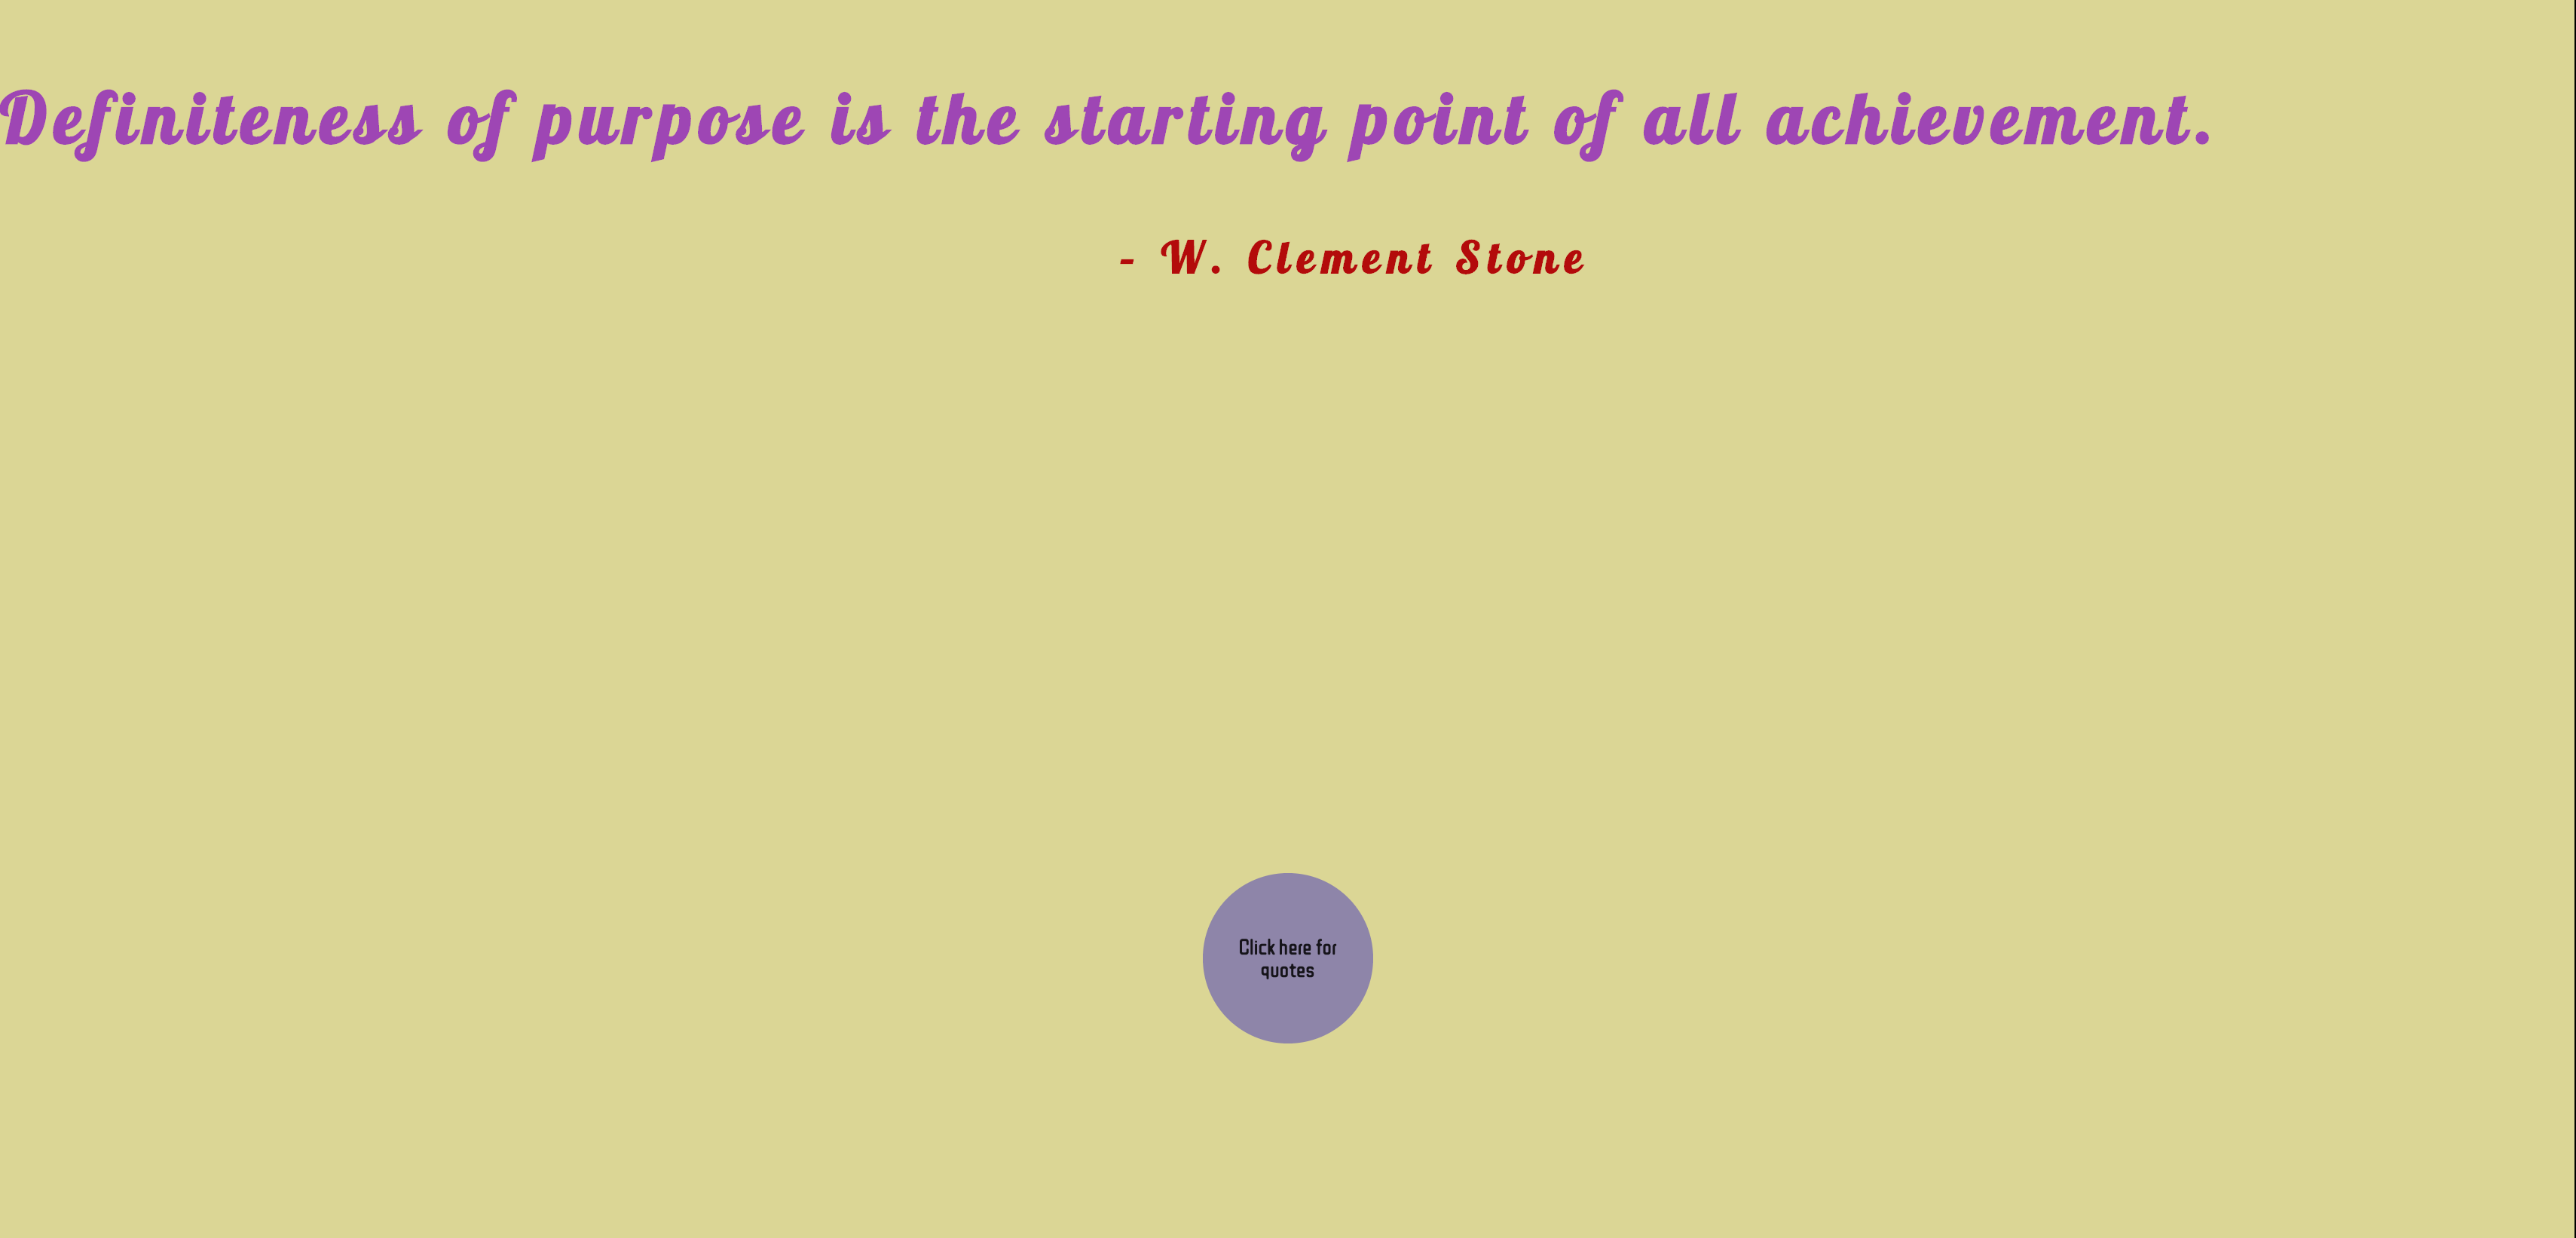 Definiteness of purpose is the starting point of all achievement.
- W. Clement Stone
Click here for
quotes